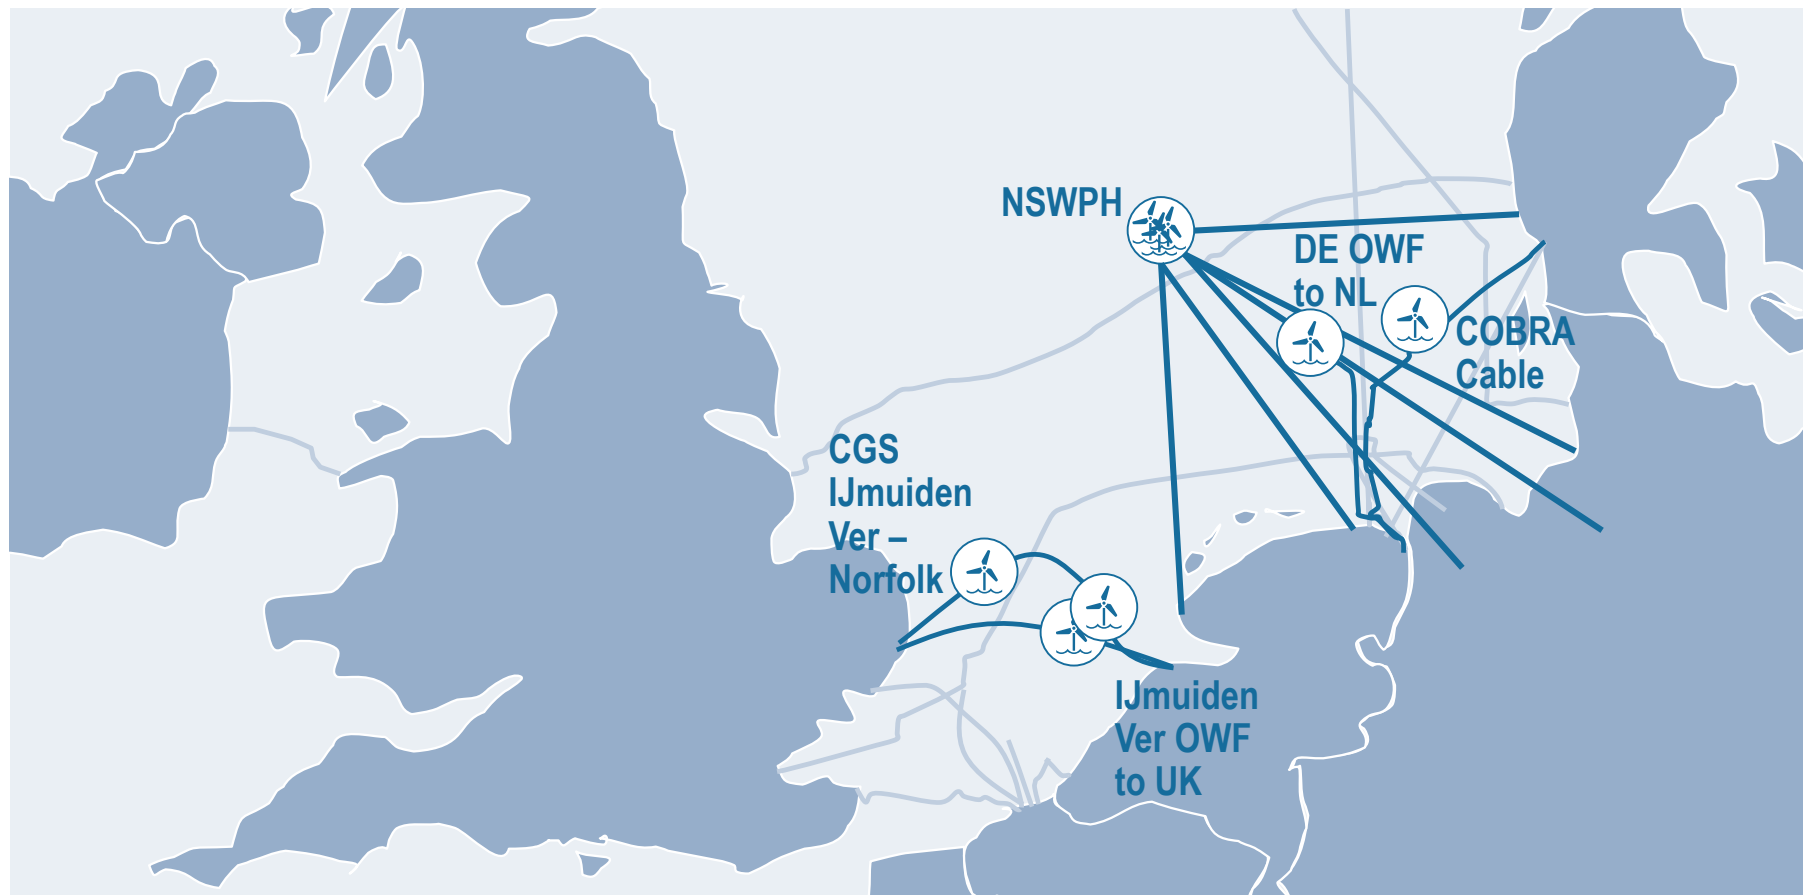 NSWPH
DE OWF
to NL
COBRA
Cable
CGS
IJmuiden
Ver –
Norfolk
IJmuiden
Ver OWF
to UK